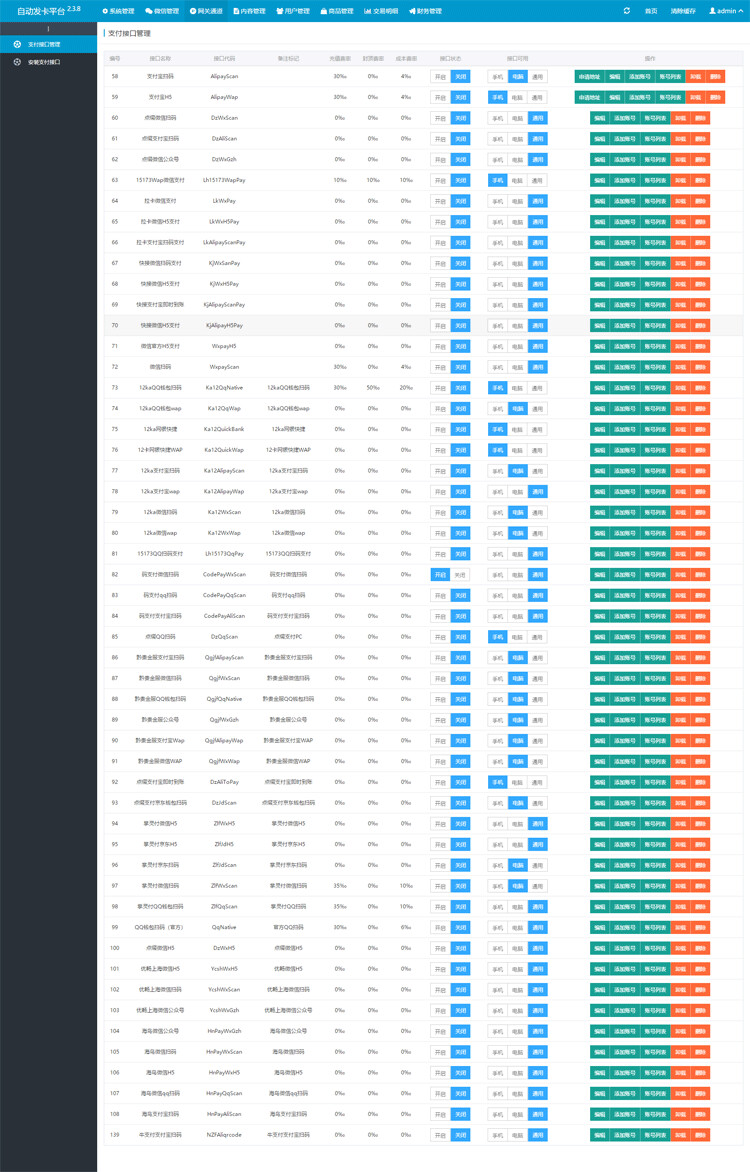 自动发卡平台 2.3.8 系统管理 微信管理 网关通道 内容管理 用户管理 商品管理 交易明细 财务管理 首页 清除缓存 admin
支付接口管理
安装支付接口
支付接口管理
编号 接口名称 接口代码 备注标记 充值费率 封顶费率 成本费率 接口状态 接口可用 操作
58 支付宝扫码 AlipayScan 30‰ 0‰ 4‰ 开启 关闭 手机 电脑 通用 申请地址 编辑 添加账号 账号列表 卸载 删除
59 支付宝H5 AlipayWap 30‰ 0‰ 4‰ 开启 关闭 手机 电脑 通用 申请地址 编辑 添加账号 账号列表 卸载 删除
60 点缀微信扫码 DzWxScan 0‰ 0‰ 0‰ 开启 关闭 手机 电脑 通用 编辑 添加账号 账号列表 卸载 删除
61 点缀支付宝扫码 DzAliScan 0‰ 0‰ 0‰ 开启 关闭 手机 电脑 通用 编辑 添加账号 账号列表 卸载 删除
62 点缀微信公众号 DzWxGzh 0‰ 0‰ 0‰ 开启 关闭 手机 电脑 通用 编辑 添加账号 账号列表 卸载 删除
63 15173Wap微信支付 Lh15173WapPay 10‰ 10‰ 10‰ 开启 关闭 手机 电脑 通用 编辑 添加账号 账号列表 卸载 删除
64 拉卡微信支付 LkWxPay 0‰ 0‰ 0‰ 开启 关闭 手机 电脑 通用 编辑 添加账号 账号列表 卸载 删除
65 拉卡微信H5支付 LkWxH5Pay 0‰ 0‰ 0‰ 开启 关闭 手机 电脑 通用 编辑 添加账号 账号列表 卸载 删除
66 拉卡支付宝扫码支付 LkAlipayScanPay 0‰ 0‰ 0‰ 开启 关闭 手机 电脑 通用 编辑 添加账号 账号列表 卸载 删除
67 快接微信扫码支付 KjWxSanPay 0‰ 0‰ 0‰ 开启 关闭 手机 电脑 通用 编辑 添加账号 账号列表 卸载 删除
68 快接微信H5支付 KjWxH5Pay 0‰ 0‰ 0‰ 开启 关闭 手机 电脑 通用 编辑 添加账号 账号列表 卸载 删除
69 快接支付宝即时到账 KjAlipayScanPay 0‰ 0‰ 0‰ 开启 关闭 手机 电脑 通用 编辑 添加账号 账号列表 卸载 删除
70 快接微信H5支付 KjAlipayH5Pay 0‰ 0‰ 0‰ 开启 关闭 手机 电脑 通用 编辑 添加账号 账号列表 卸载 删除
71 微信官方H5支付 WxpayH5 0‰ 0‰ 0‰ 开启 关闭 手机 电脑 通用 编辑 添加账号 账号列表 卸载 删除
72 微信扫码 WxpayScan 30‰ 0‰ 4‰ 开启 关闭 手机 电脑 通用 编辑 添加账号 账号列表 卸载 删除
73 12kaQQ钱包扫码 Ka12QqNative 12kaQQ钱包扫码 30‰ 50‰ 20‰ 开启 关闭 手机 电脑 通用 编辑 添加账号 账号列表 卸载 删除
74 12kaQQ钱包wap Ka12QqWap 12kaQQ钱包wap 0‰ 0‰ 0‰ 开启 关闭 手机 电脑 通用 编辑 添加账号 账号列表 卸载 删除
75 12ka网银快捷 Ka12QuickBank 12ka网银快捷 0‰ 0‰ 0‰ 开启 关闭 手机 电脑 通用 编辑 添加账号 账号列表 卸载 删除
76 12卡网银快捷WAP Ka12QuickWap 12卡网银快捷WAP 0‰ 0‰ 0‰ 开启 关闭 手机 电脑 通用 编辑 添加账号 账号列表 卸载 删除
77 12ka支付宝扫码 Ka12AlipayScan 12ka支付宝扫码 0‰ 0‰ 0‰ 开启 关闭 手机 电脑 通用 编辑 添加账号 账号列表 卸载 删除
78 12ka支付宝wap Ka12AlipayWap 12ka支付宝wap 0‰ 0‰ 0‰ 开启 关闭 手机 电脑 通用 编辑 添加账号 账号列表 卸载 删除
79 12ka微信扫码 Ka12WxScan 12ka微信扫码 0‰ 0‰ 0‰ 开启 关闭 手机 电脑 通用 编辑 添加账号 账号列表 卸载 删除
80 12ka微信wap Ka12WxWap 12ka微信wap 0‰ 0‰ 0‰ 开启 关闭 手机 电脑 通用 编辑 添加账号 账号列表 卸载 删除
81 15173QQ扫码支付 Lh15173QqPay 15173QQ扫码支付 0‰ 0‰ 0‰ 开启 关闭 手机 电脑 通用 编辑 添加账号 账号列表 卸载 删除
82 码支付微信扫码 CodePayWxScan 码支付微信扫码 0‰ 0‰ 0‰ 开启 关闭 手机 电脑 通用 编辑 添加账号 账号列表 卸载 删除
83 码支付qq扫码 CodePayQqScan 码支付qq扫码 0‰ 0‰ 0‰ 开启 关闭 手机 电脑 通用 编辑 添加账号 账号列表 卸载 删除
84 码支付支付宝扫码 CodePayAliScan 码支付支付宝扫码 0‰ 0‰ 0‰ 开启 关闭 手机 电脑 通用 编辑 添加账号 账号列表 卸载 删除
85 点缀QQ扫码 DzQqScan 点缀支付PC 0‰ 0‰ 0‰ 开启 关闭 手机 电脑 通用 编辑 添加账号 账号列表 卸载 删除
86 黔贵金服支付宝扫码 QgjfAlipayScan 黔贵金服支付宝扫码 0‰ 0‰ 0‰ 开启 关闭 手机 电脑 通用 编辑 添加账号 账号列表 卸载 删除
87 黔贵金服微信扫码 QgjfWxScan 黔贵金服微信扫码 0‰ 0‰ 0‰ 开启 关闭 手机 电脑 通用 编辑 添加账号 账号列表 卸载 删除
88 黔贵金服QQ钱包扫码 QgjfQqNative 黔贵金服QQ钱包扫码 0‰ 0‰ 0‰ 开启 关闭 手机 电脑 通用 编辑 添加账号 账号列表 卸载 删除
89 黔贵金服公众号 QgjfWxGzh 黔贵金服公众号 0‰ 0‰ 0‰ 开启 关闭 手机 电脑 通用 编辑 添加账号 账号列表 卸载 删除
90 黔贵金服支付宝Wap QgjfAlipayWap 黔贵金服支付宝WAP 0‰ 0‰ 0‰ 开启 关闭 手机 电脑 通用 编辑 添加账号 账号列表 卸载 删除
91 黔贵金服微信WAP QgjfWxWap 黔贵金服微信WAP 0‰ 0‰ 0‰ 开启 关闭 手机 电脑 通用 编辑 添加账号 账号列表 卸载 删除
92 点缀支付宝即时到账 DzAliToPay 点缀支付宝即时到账 0‰ 0‰ 0‰ 开启 关闭 手机 电脑 通用 编辑 添加账号 账号列表 卸载 删除
93 点缀支付京东钱包扫码 DzJdScan 点缀支付京东钱包扫码 0‰ 0‰ 0‰ 开启 关闭 手机 电脑 通用 编辑 添加账号 账号列表 卸载 删除
94 掌灵付微信H5 ZlfWxH5 掌灵付微信H5 0‰ 0‰ 0‰ 开启 关闭 手机 电脑 通用 编辑 添加账号 账号列表 卸载 删除
95 掌灵付京东H5 ZlfJdH5 掌灵付京东H5 0‰ 0‰ 0‰ 开启 关闭 手机 电脑 通用 编辑 添加账号 账号列表 卸载 删除
96 掌灵付京东扫码 ZlfJdScan 掌灵付京东扫码 0‰ 0‰ 0‰ 开启 关闭 手机 电脑 通用 编辑 添加账号 账号列表 卸载 删除
97 掌灵付微信扫码 ZlfWxScan 掌灵付微信扫码 35‰ 0‰ 10‰ 开启 关闭 手机 电脑 通用 编辑 添加账号 账号列表 卸载 删除
98 掌灵付QQ钱包扫码 ZlfQqScan 掌灵付QQ扫码 35‰ 0‰ 10‰ 开启 关闭 手机 电脑 通用 编辑 添加账号 账号列表 卸载 删除
99 QQ钱包扫码（官方） QqNative 官方QQ扫码 30‰ 0‰ 6‰ 开启 关闭 手机 电脑 通用 编辑 添加账号 账号列表 卸载 删除
100 点缀微信H5 DzWxH5 点缀微信H5 0‰ 0‰ 0‰ 开启 关闭 手机 电脑 通用 编辑 添加账号 账号列表 卸载 删除
101 优畅上海微信H5 YcshWxH5 优畅微信H5 0‰ 0‰ 0‰ 开启 关闭 手机 电脑 通用 编辑 添加账号 账号列表 卸载 删除
102 优畅上海微信扫码 YcshWxScan 优畅上海微信扫码 0‰ 0‰ 0‰ 开启 关闭 手机 电脑 通用 编辑 添加账号 账号列表 卸载 删除
103 优畅上海微信公众号 YcshWxGzh 优畅上海微信公众号 0‰ 0‰ 0‰ 开启 关闭 手机 电脑 通用 编辑 添加账号 账号列表 卸载 删除
104 海鸟微信公众号 HnPayWxGzh 海鸟微信公众号 0‰ 0‰ 0‰ 开启 关闭 手机 电脑 通用 编辑 添加账号 账号列表 卸载 删除
105 海鸟微信扫码 HnPayWxScan 海鸟微信扫码 0‰ 0‰ 0‰ 开启 关闭 手机 电脑 通用 编辑 添加账号 账号列表 卸载 删除
106 海鸟微信H5 HnPayWxH5 海鸟微信H5 0‰ 0‰ 0‰ 开启 关闭 手机 电脑 通用 编辑 添加账号 账号列表 卸载 删除
107 海鸟微信qq扫码 HnPayQqScan 海鸟微信qq扫码 0‰ 0‰ 0‰ 开启 关闭 手机 电脑 通用 编辑 添加账号 账号列表 卸载 删除
108 海鸟支付宝扫码 HnPayAliScan 海鸟支付宝扫码 0‰ 0‰ 0‰ 开启 关闭 手机 电脑 通用 编辑 添加账号 账号列表 卸载 删除
139 牛支付支付宝扫码 NZFAliqrcode 牛支付支付宝扫码 0‰ 0‰ 0‰ 开启 关闭 手机 电脑 通用 编辑 添加账号 账号列表 卸载 删除